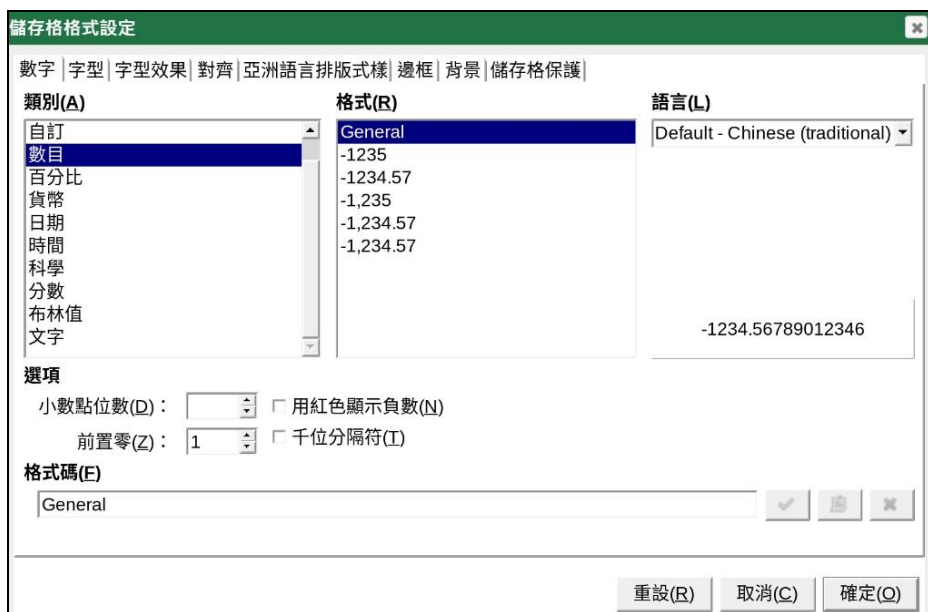 儲存格格式設定
數字 字型 字型效果 對齊 亞洲語言排版式樣 邊框 背景 儲存格保護
類別(A)
自訂
數目
百分比
貨幣
日期
時間
科學
分數
布林值
文字
格式(R)
General
-1235
-1234.57
-1,235
-1,234.57
-1,234.57
語言(L)
Default - Chinese (traditional)
-1234.56789012346
選項
小數點位數(D)：
用紅色顯示負數(N)
前置零(Z)： 1
千位分隔符(T)
格式碼(F)
General
重設(R) 取消(C) 確定(O)